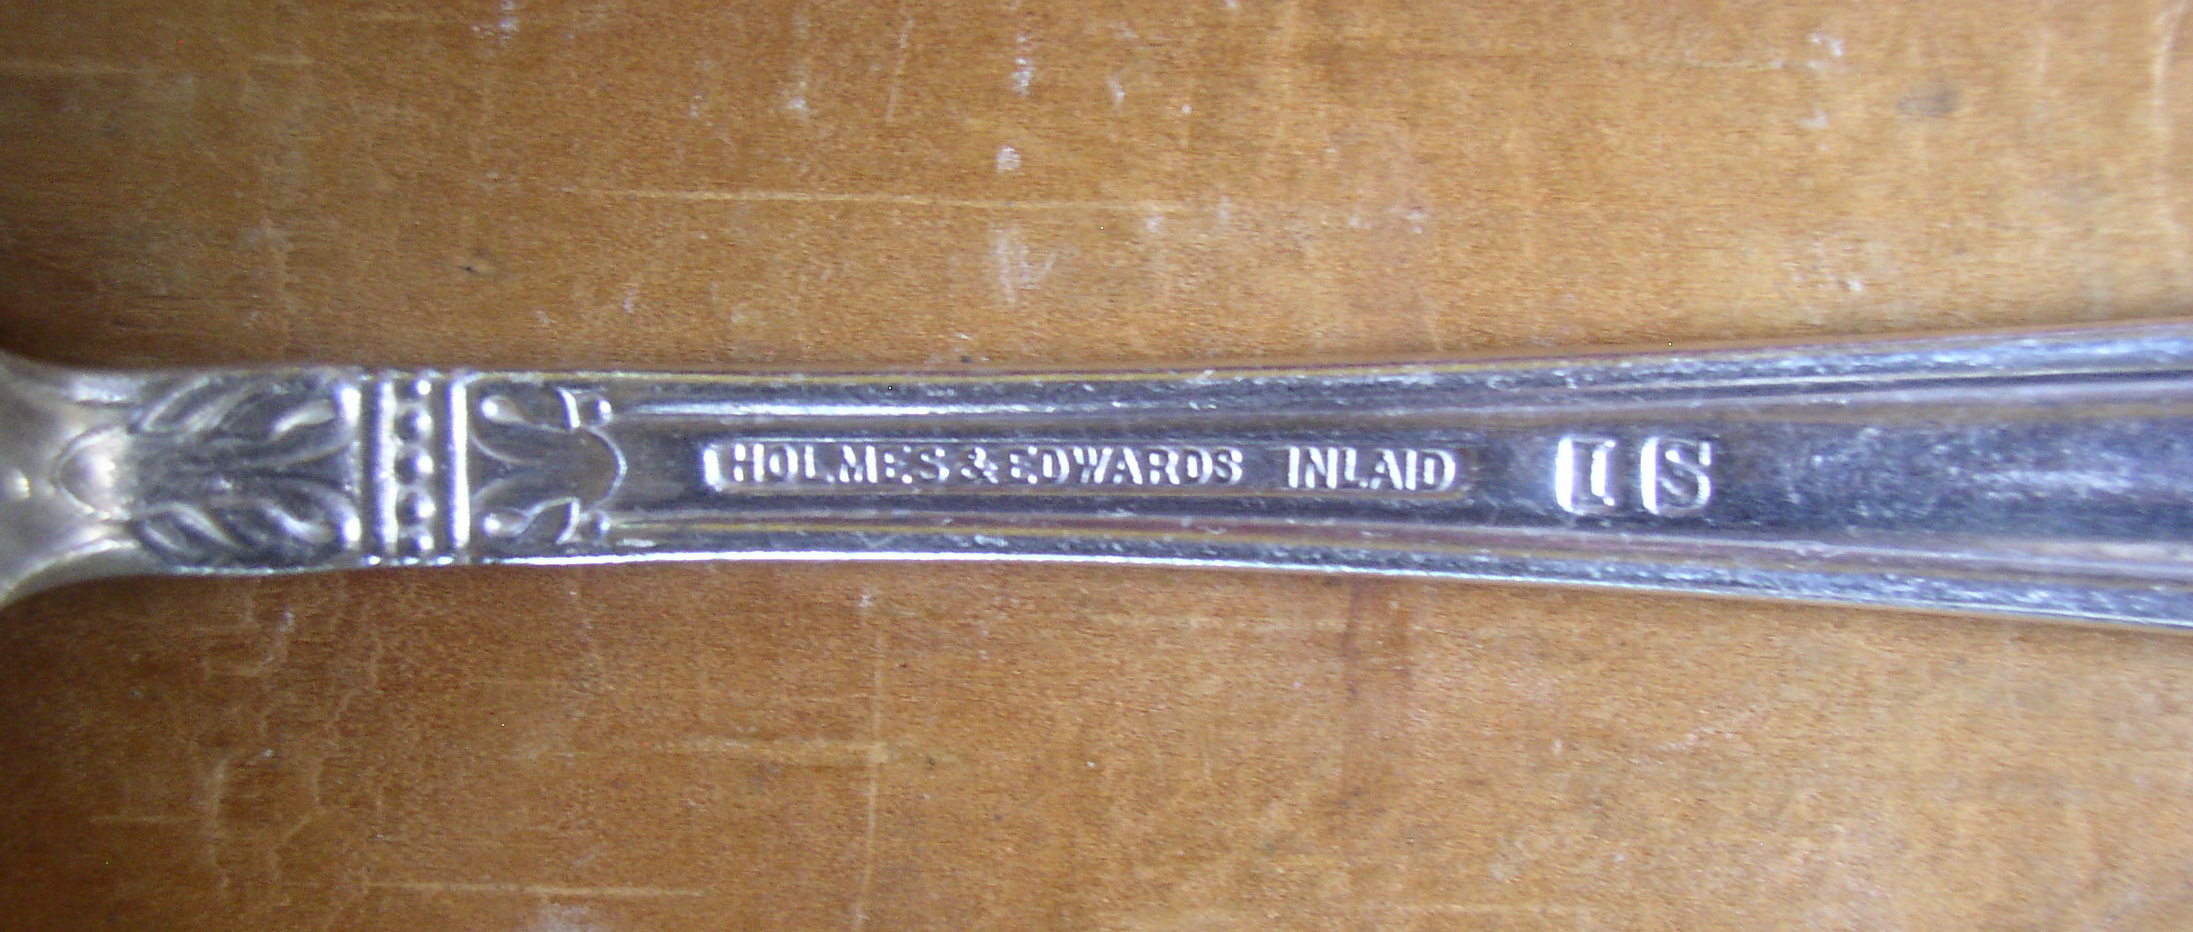 HOLMES & EDWARDS INLAID IS